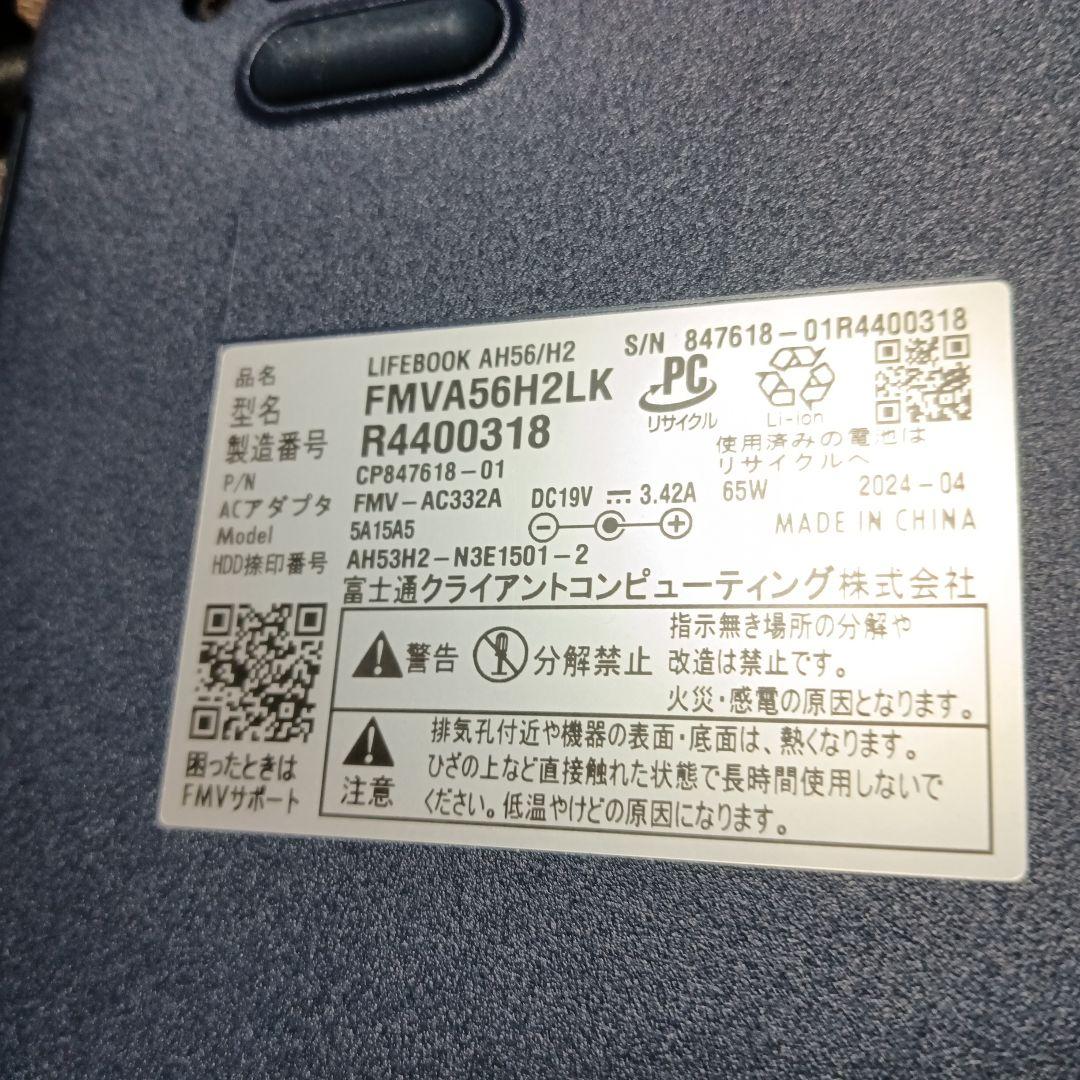 品名 LIFEBOOK AH56/H2 S/N 847618-01R4400318
型名 FMVA56H2LK
製造番号 R4400318
PC リサイクル
Li-ion
使用済みの電池は
リサイクルへ
P/N CP847618-01
ACアダプタ FMV-AC332A DC19V 3.42A 65W 2024-04
Model 5A15A5 MADE IN CHINA
HDD捺印番号 AH53H2-N3E1501-2
富士通クライアントコンピューティング株式会社
警告 分解禁止
指示無き場所の分解や
改造は禁止です。
火災・感電の原因となります。
注意
排気孔付近や機器の表面・底面は、熱くなります。
ひざの上など直接触れた状態で長時間使用しないで
ください。低温やけどの原因になります。
困ったときは
FMVサポート